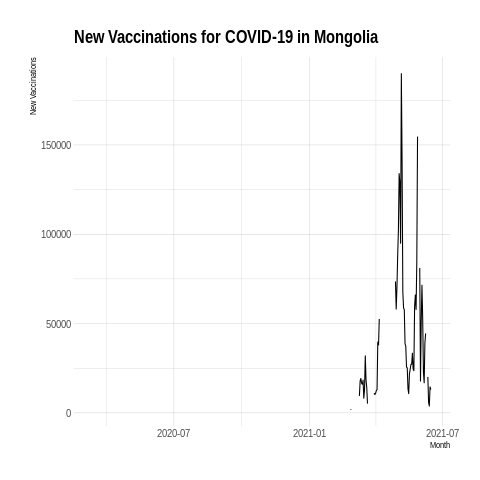 New Vaccinations for COVID-19 in Mongolia
New Vaccinations
150000
100000
50000
0
2020-07 2021-01 2021-07
Month